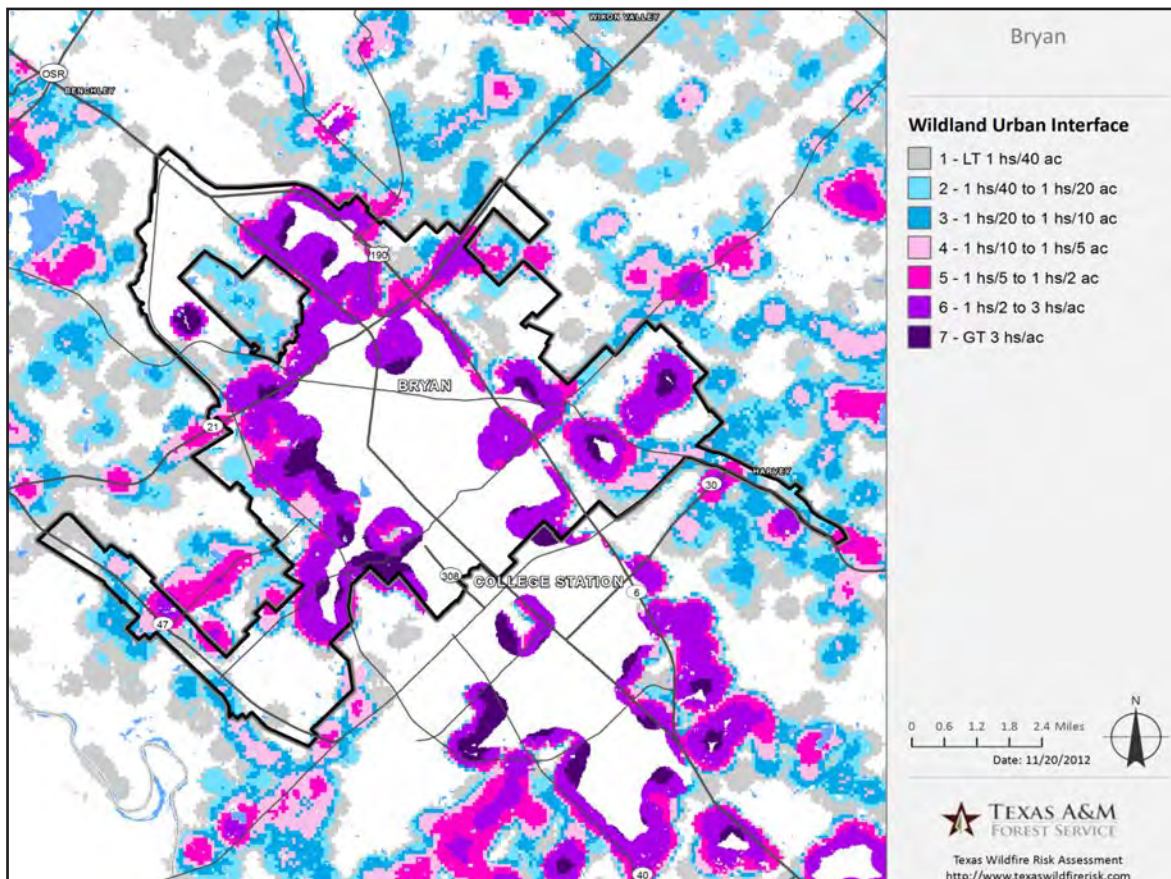 WIXON VALLEY
OSR
BENCHLEY
190
BRYAN
21
HARVEY
30
308
COLLEGE STATION
6
47
40
Bryan
Wildland Urban Interface
1 - LT 1 hs/40 ac
2 - 1 hs/40 to 1 hs/20 ac
3 - 1 hs/20 to 1 hs/10 ac
4 - 1 hs/10 to 1 hs/5 ac
5 - 1 hs/5 to 1 hs/2 ac
6 - 1 hs/2 to 3 hs/ac
7 - GT 3 hs/ac
N
0 0.6 1.2 1.8 2.4 Miles
Date: 11/20/2012
TEXAS A&M
FOREST SERVICE
Texas Wildfire Risk Assessment
http://www.texaswildfirerisk.com